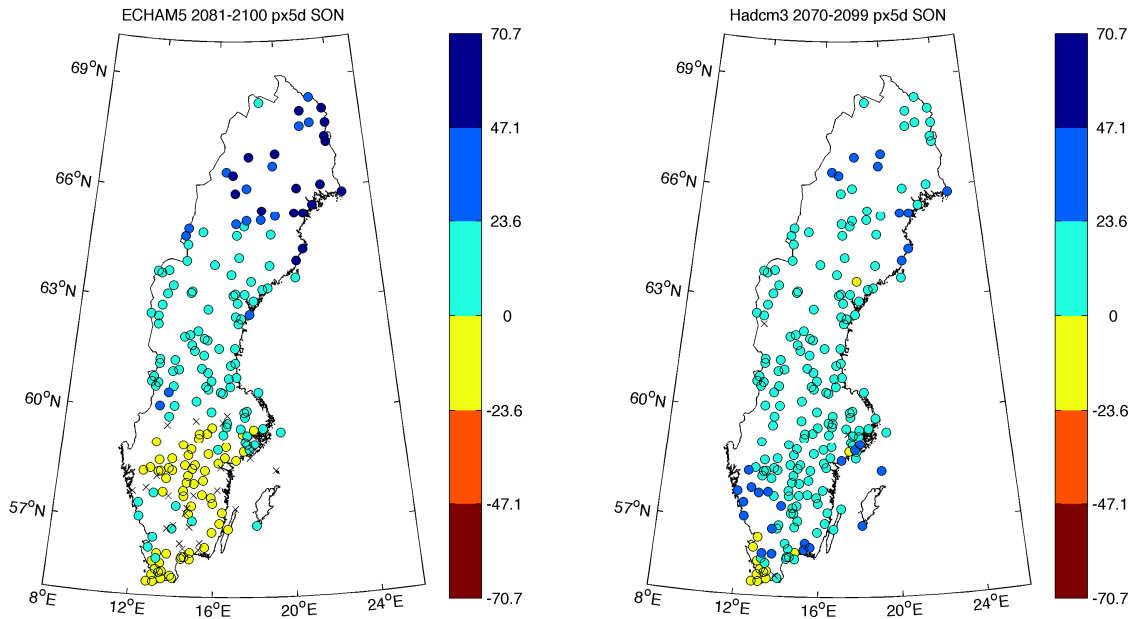 ECHAM5 2081-2100 px5d SON
69°N
66°N
63°N
60°N
57°N
8°E
12°E
16°E
20°E
24°E
70.7
47.1
23.6
0
-23.6
-47.1
-70.7
Hadcm3 2070-2099 px5d SON
69°N
66°N
63°N
60°N
57°N
8°E
12°E
16°E
20°E
24°E
70.7
47.1
23.6
0
-23.6
-47.1
-70.7